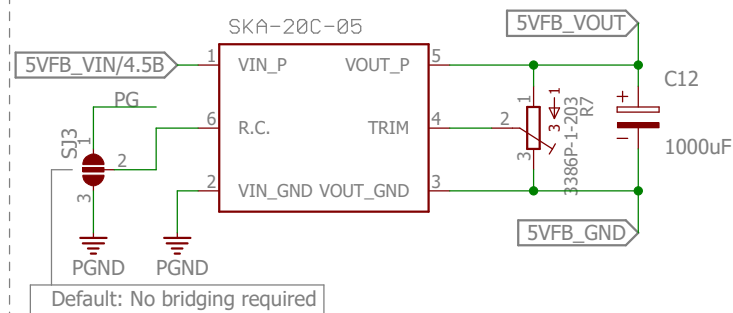 SKA-20C-05
5VFB_VOUT
5VFB_VIN/4.5B
1
VIN_P
VOUT_P
5
C12
PG
6
R.C.
TRIM
4
2
1
3
1
3
R7
3386P-1-203
+
-
1000uF
SJ3
1
2
3
2
VIN_GND
VOUT_GND
3
5VFB_GND
PGND
PGND
Default: No bridging required